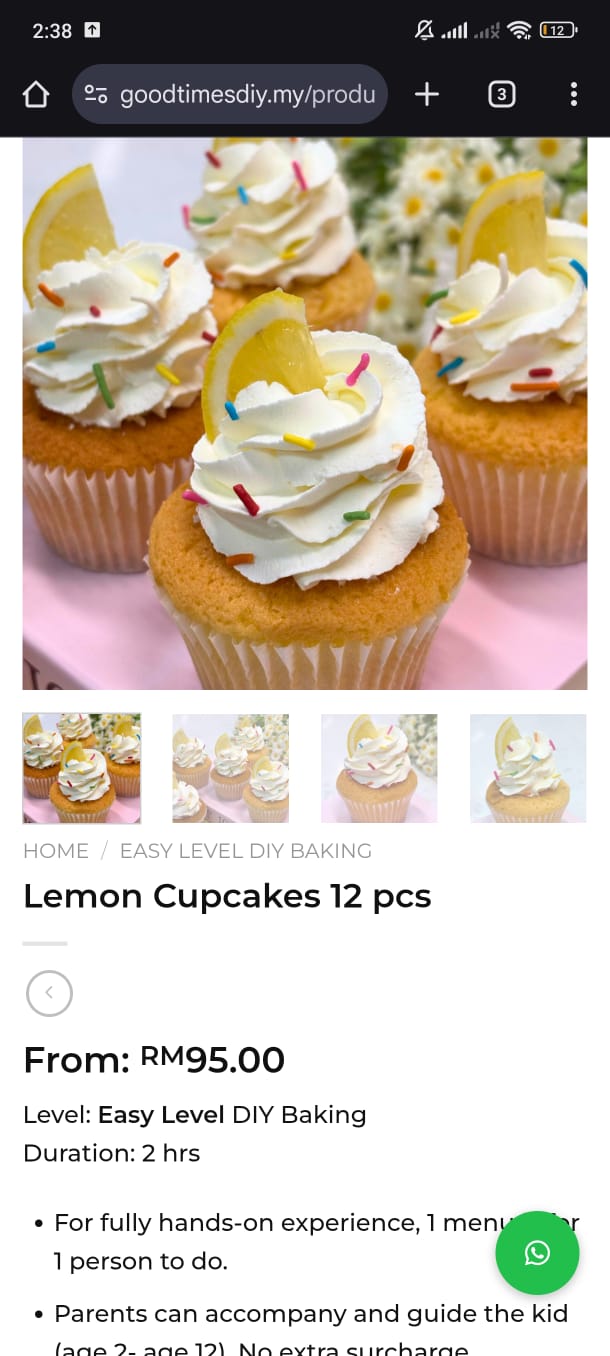 2:38
12
goodtimesdiy.my/produ
3
HOME / EASY LEVEL DIY BAKING
Lemon Cupcakes 12 pcs
From: RM95.00
Level: Easy Level DIY Baking
Duration: 2 hrs
• For fully hands-on experience, 1 menu
1 person to do.
• Parents can accompany and guide the kid
(age 2- age 12). No extra surcharge